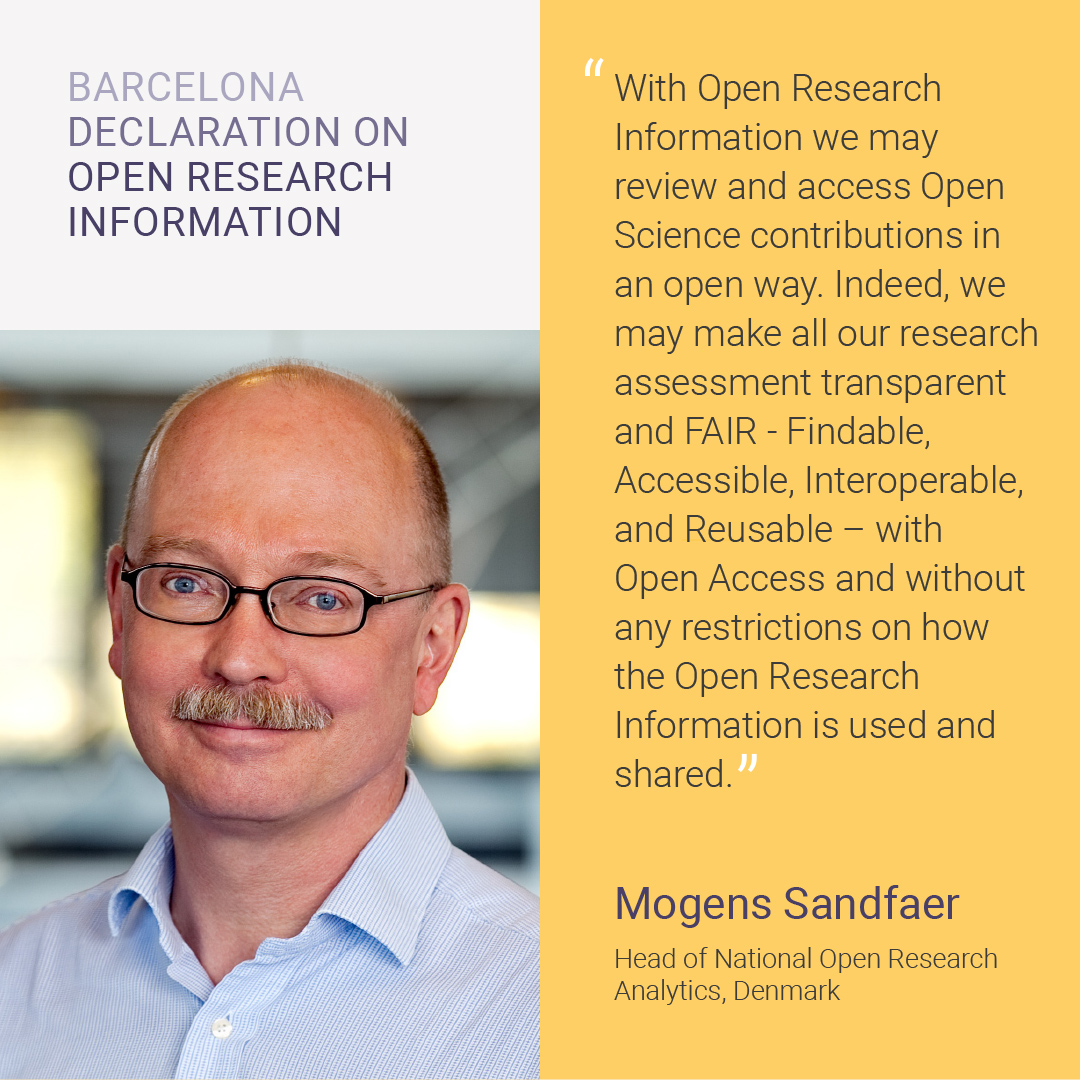 BARCELONA
DECLARATION ON
OPEN RESEARCH
INFORMATION
“ With Open Research
Information we may
review and access Open
Science contributions in
an open way. Indeed, we
may make all our research
assessment transparent
and FAIR - Findable,
Accessible, Interoperable,
and Reusable – with
Open Access and without
any restrictions on how
the Open Research
Information is used and
shared.”
Mogens Sandfaer
Head of National Open Research
Analytics, Denmark